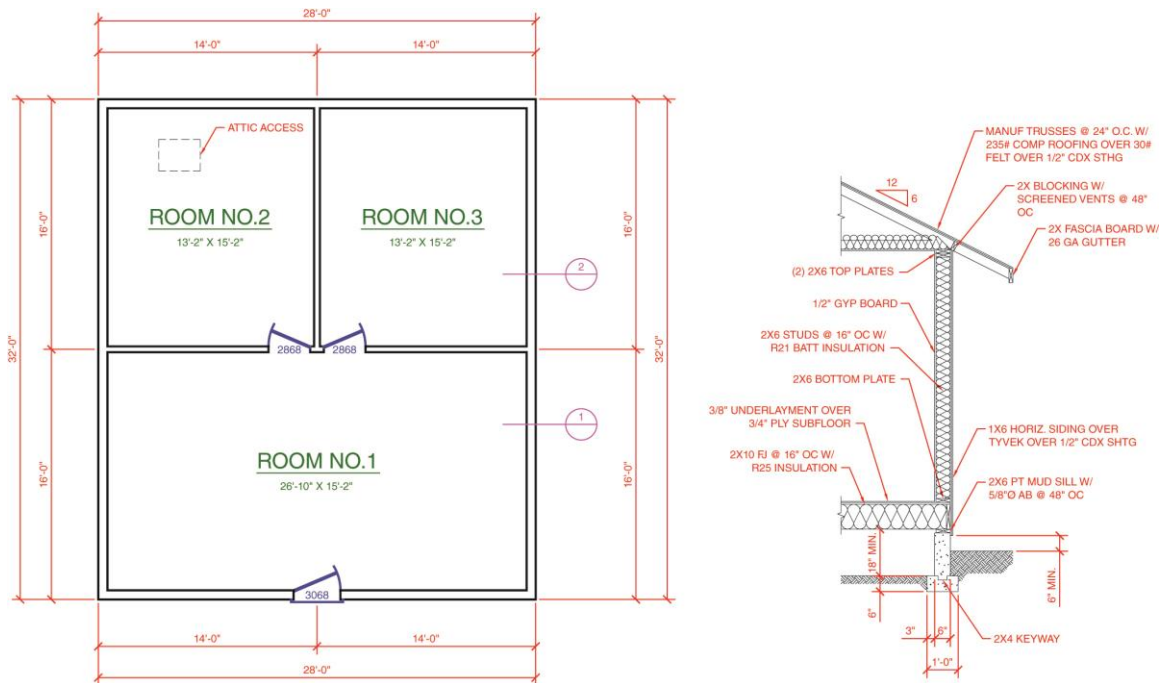 28'-0"
14'-0"
14'-0"
ATTIC ACCESS
ROOM NO.2
13'-2" X 15'-2"
ROOM NO.3
13'-2" X 15'-2"
16'-0"
16'-0"
32'-0"
32'-0"
2
2868
2868
1
ROOM NO.1
26'-10" X 15'-2"
16'-0"
16'-0"
3068
14'-0"
14'-0"
28'-0"
MANUF TRUSSES @ 24" O.C. W/
235# COMP ROOFING OVER 30#
FELT OVER 1/2" CDX STHG
12
6
2X BLOCKING W/
SCREENED VENTS @ 48"
OC
2X FASCIA BOARD W/
26 GA GUTTER
(2) 2X6 TOP PLATES
1/2" GYP BOARD
2X6 STUDS @ 16" OC W/
R21 BATT INSULATION
2X6 BOTTOM PLATE
3/8" UNDERLAYMENT OVER
3/4" PLY SUBFLOOR
1X6 HORIZ. SIDING OVER
TYVEK OVER 1/2" CDX SHTG
2X10 FJ @ 16" OC W/
R25 INSULATION
2X6 PT MUD SILL W/
5/8"Ø AB @ 48" OC
18" MIN.
6" MIN.
6"
3"
6"
2X4 KEYWAY
1'-0"